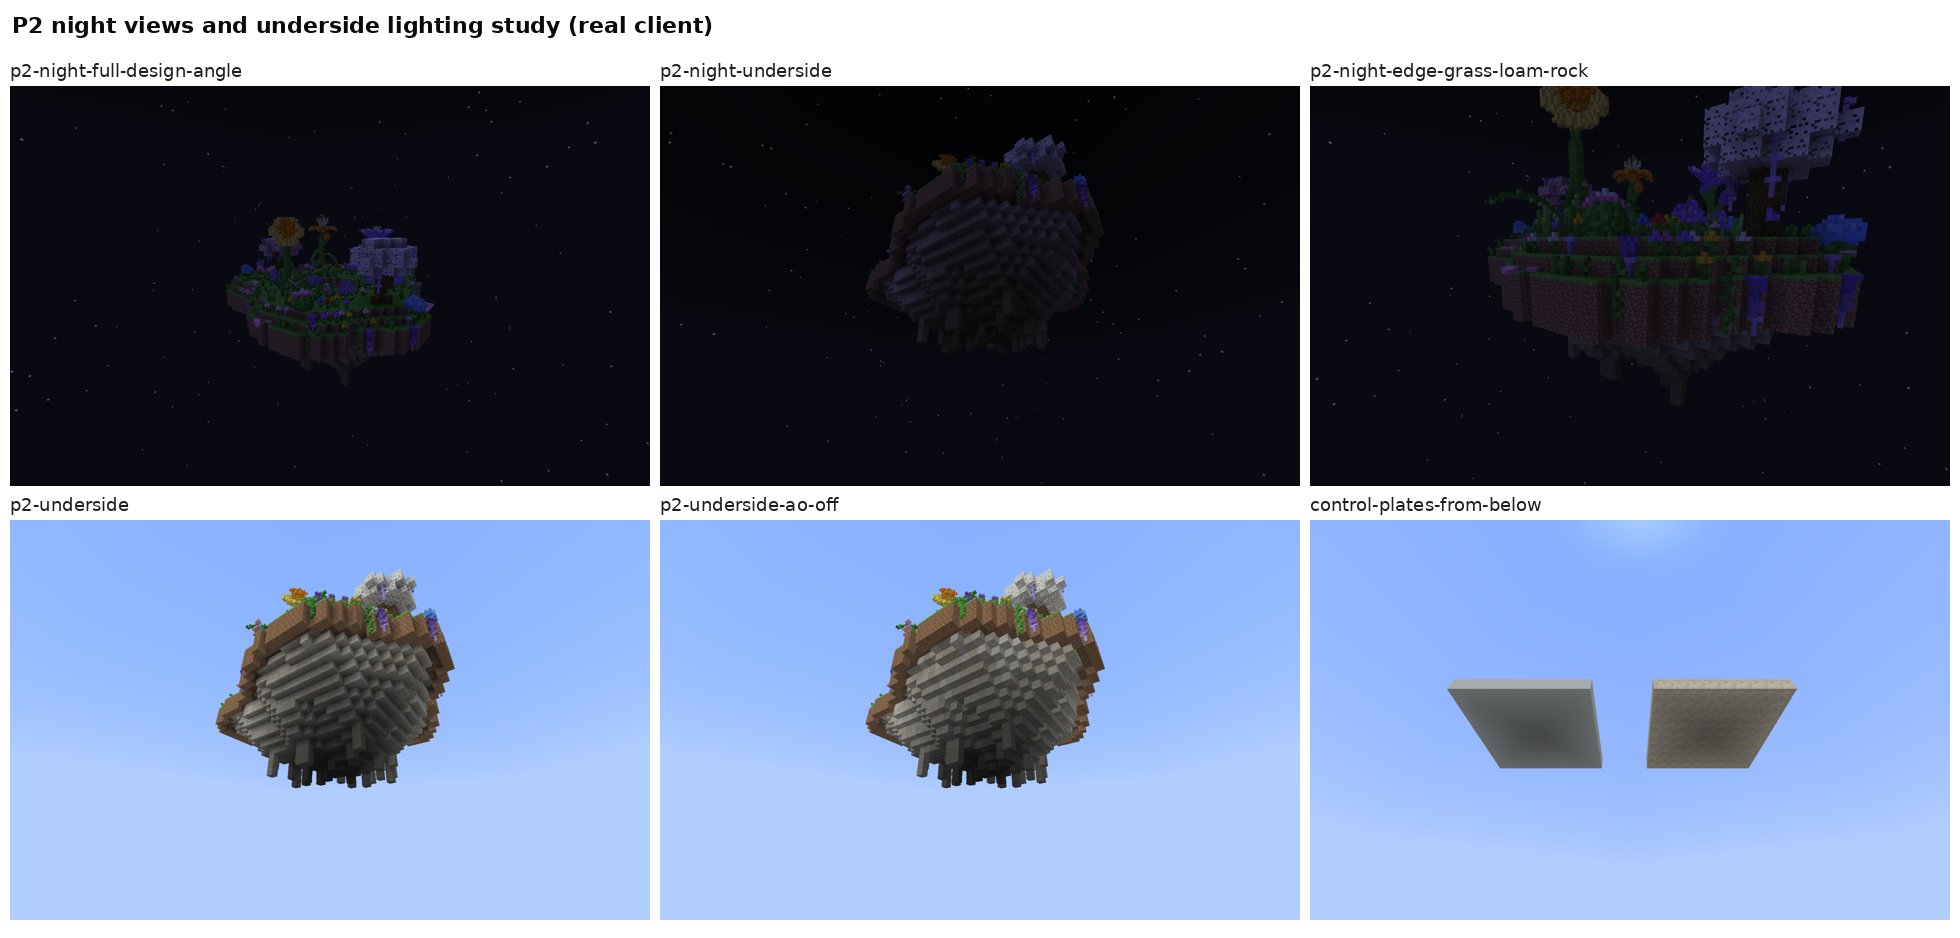 P2 night views and underside lighting study (real client)
p2-night-full-design-angle
p2-night-underside
p2-night-edge-grass-loam-rock
p2-underside
p2-underside-ao-off
control-plates-from-below